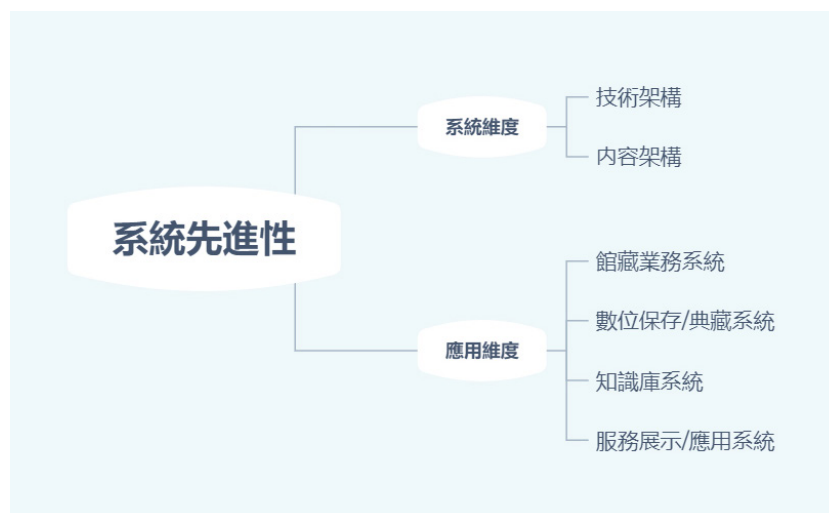 系統先進性
系統維度
技術架構
內容架構
應用維度
館藏業務系統
數位保存/典藏系統
知識庫系統
服務展示/應用系統